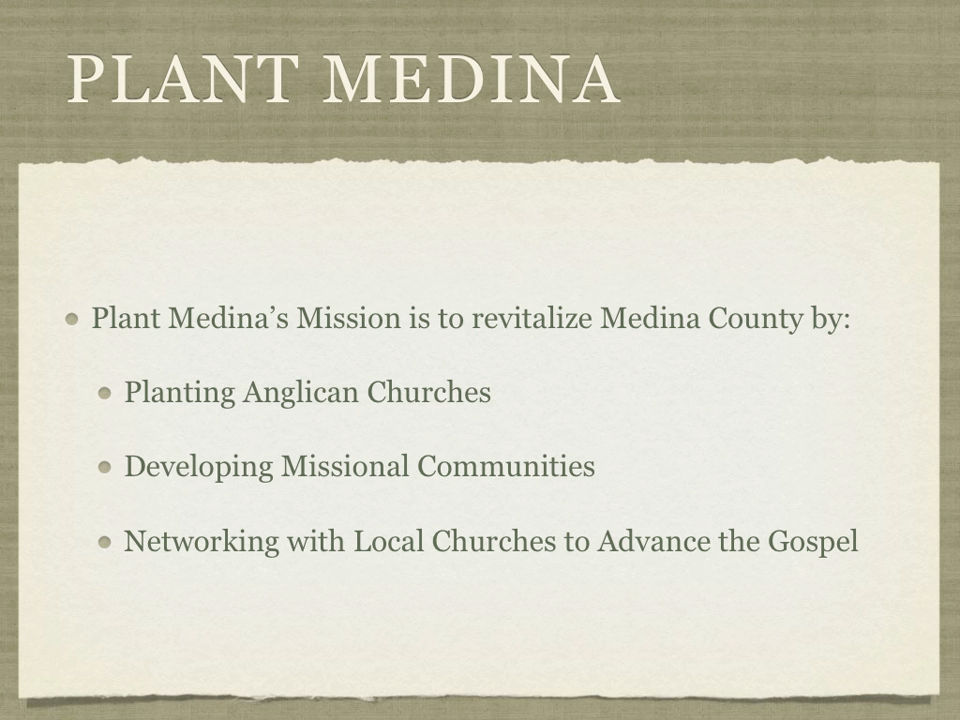 PLANT MEDINA
Plant Medina’s Mission is to revitalize Medina County by:
Planting Anglican Churches
Developing Missional Communities
Networking with Local Churches to Advance the Gospel